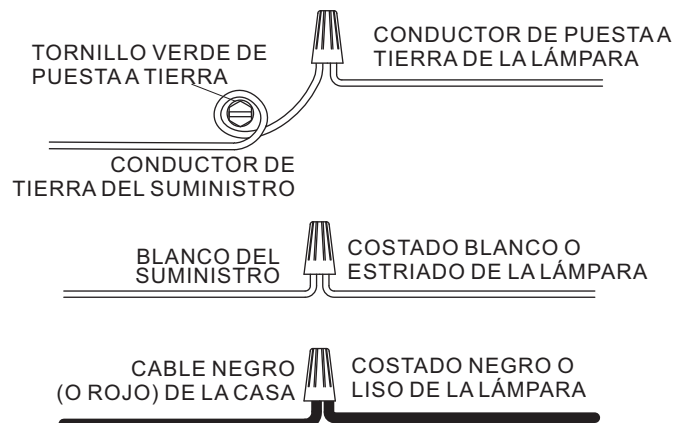 TORNILLO VERDE DE
PUESTA A TIERRA
CONDUCTOR DE PUESTA A
TIERRA DE LA LÁMPARA
CONDUCTOR DE
TIERRA DEL SUMINISTRO
BLANCO DEL
SUMINISTRO
COSTADO BLANCO O
ESTRIADO DE LA LÁMPARA
CABLE NEGRO
(O ROJO) DE LA CASA
COSTADO NEGRO O
LISO DE LA LÁMPARA